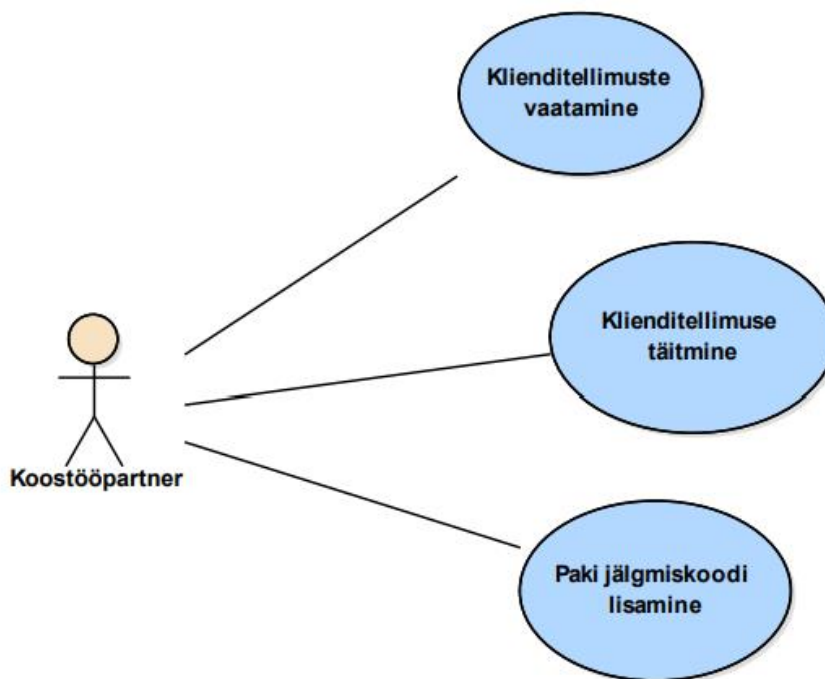 Klienditellimuste
vaatamine
Klienditellimuse
täitmine
Koostööpartner
Paki jälgmiskoodi
lisamine